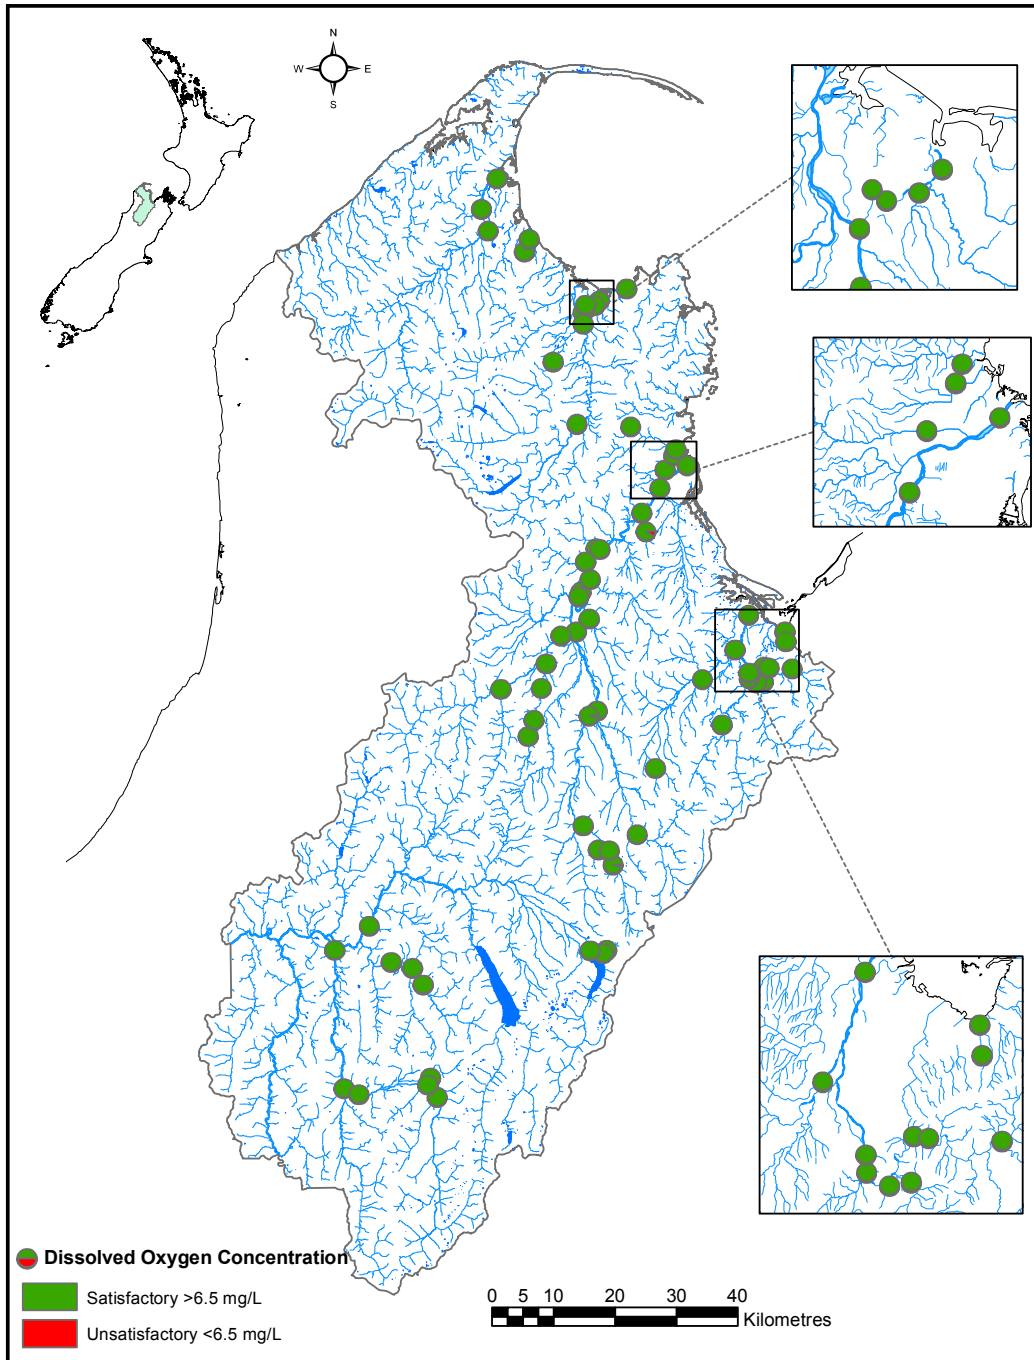 N
W E
S
Dissolved Oxygen Concentration
Satisfactory >6.5 mg/L
Unsatisfactory <6.5 mg/L
0 5 10 20 30 40
Kilometres